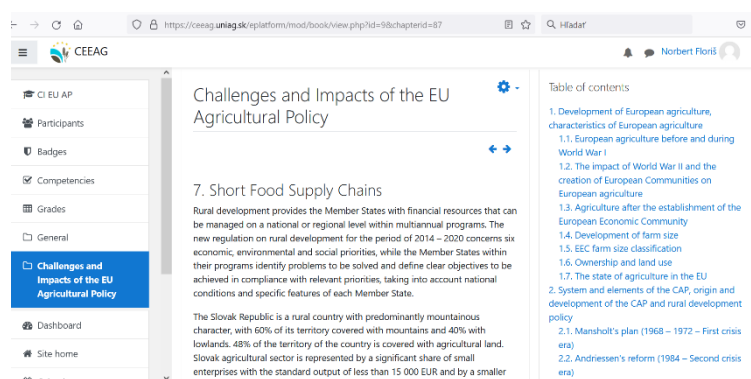 https://ceeag.uniag.sk/eplatform/mod/book/view.php?id=9&chapterid=87
Hľadať
CEEAG
Norbert Floriš
CI EU AP
Participants
Badges
Competencies
Grades
General
Challenges and
Impacts of the EU
Agricultural Policy
Dashboard
Site home
Challenges and Impacts of the EU
Agricultural Policy
7. Short Food Supply Chains
Rural development provides the Member States with financial resources that can
be managed on a national or regional level within multiannual programs. The
new regulation on rural development for the period of 2014 – 2020 concerns six
economic, environmental and social priorities, while the Member States within
their programs identify problems to be solved and define clear objectives to be
achieved in compliance with relevant priorities, taking into account national
conditions and specific features of each Member State.
The Slovak Republic is a rural country with predominantly mountainous
character, with 60% of its territory covered with mountains and 40% with
lowlands. 48% of the territory of the country is covered with agricultural land.
Slovak agricultural sector is represented by a significant share of small
enterprises with the standard output of less than 15 000 EUR and by a smaller
Table of contents
1. Development of European agriculture,
characteristics of European agriculture
1.1. European agriculture before and during
World War I
1.2. The impact of World War II and the
creation of European Communities on
European agriculture
1.3. Agriculture after the establishment of the
European Economic Community
1.4. Development of farm size
1.5. EEC farm size classification
1.6. Ownership and land use
1.7. The state of agriculture in the EU
2. System and elements of the CAP, origin and
development of the CAP and rural development
policy
2.1. Mansholt's plan (1968 – 1972 – First crisis
era)
2.2. Andriessen's reform (1984 – Second crisis
era)